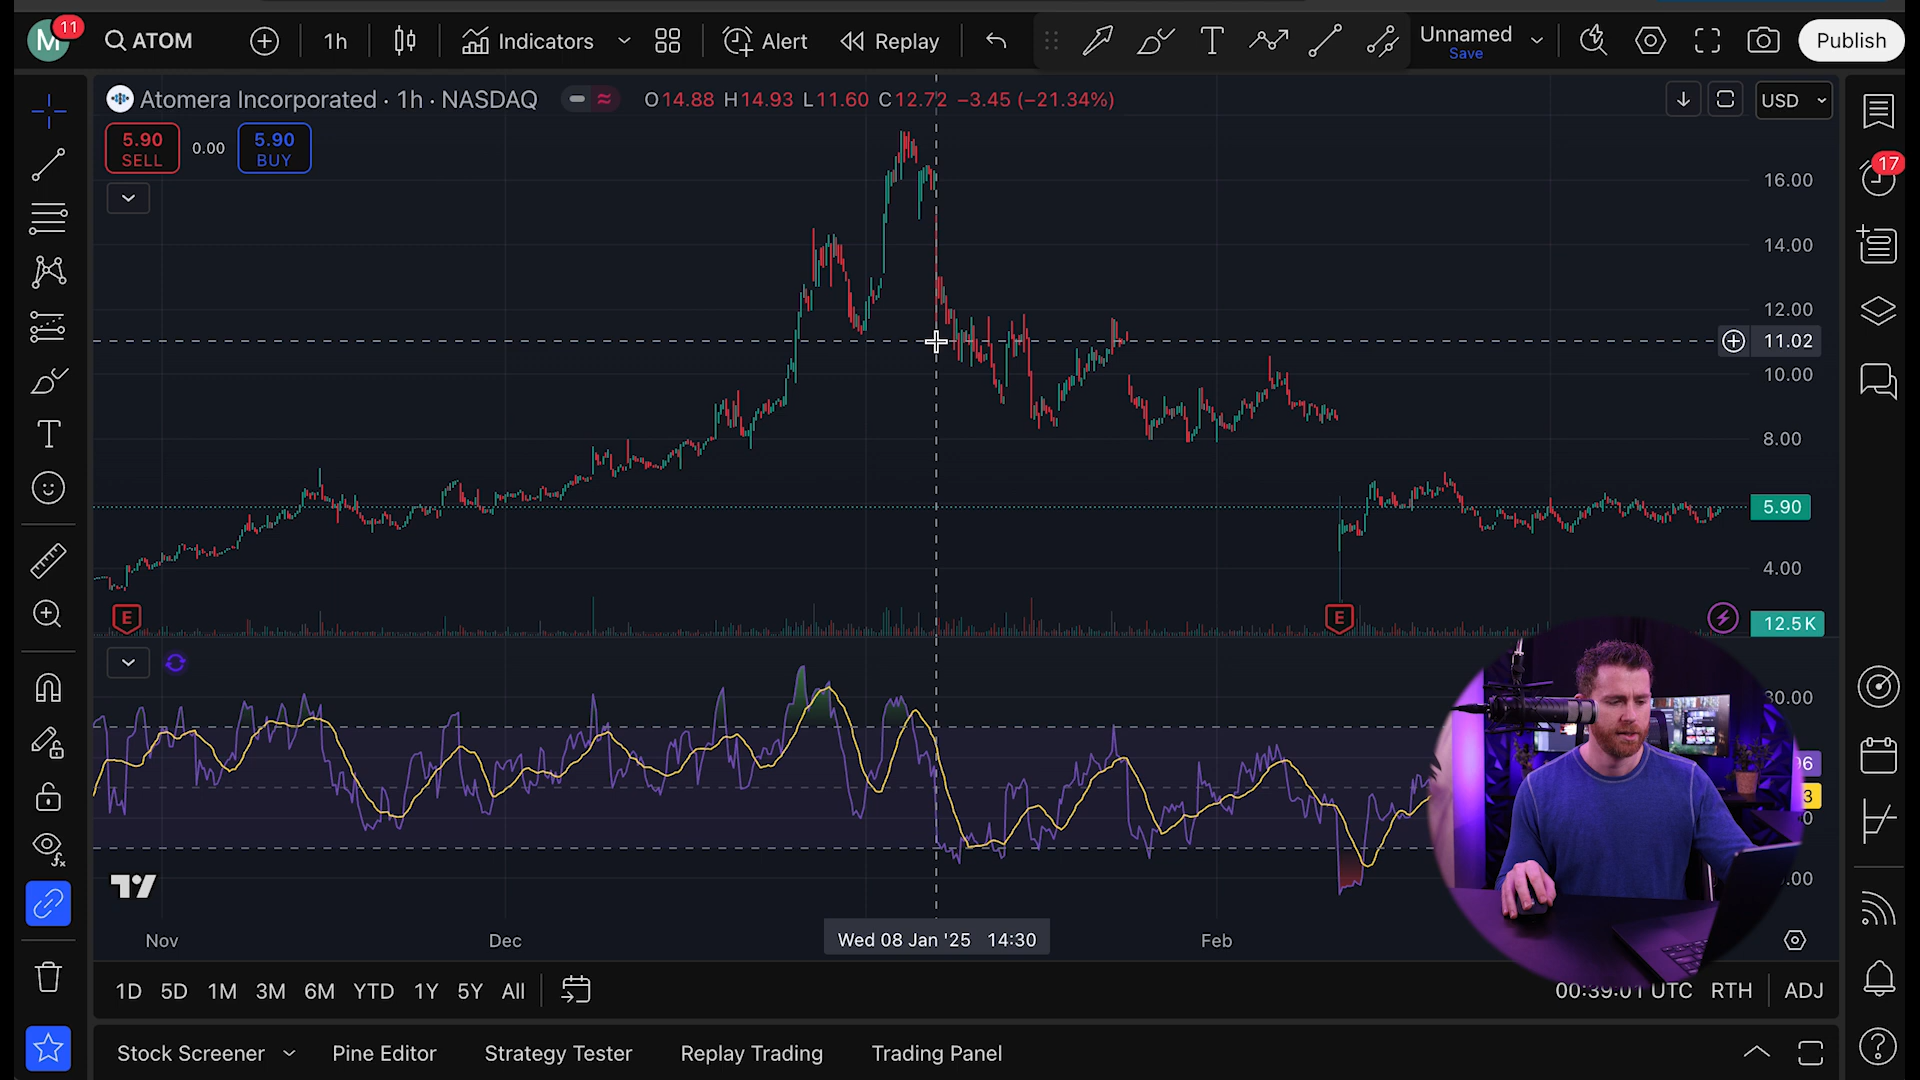 M 11 ATOM 1h Indicators Alert Replay T Unnamed Publish
Save
Atomera Incorporated · 1h · NASDAQ O14.88 H14.93 L11.60 C12.72 −3.45 (−21.34%) USD
5.90 0.00 5.90
SELL BUY
17
16.00
14.00
12.00
11.02
10.00
8.00
5.90
4.00
E E 12.5 K
Nov Dec Wed 08 Jan '25 14:30 Feb
1D 5D 1M 3M 6M YTD 1Y 5Y All 00:39:01 UTC RTH ADJ
Stock Screener Pine Editor Strategy Tester Replay Trading Trading Panel